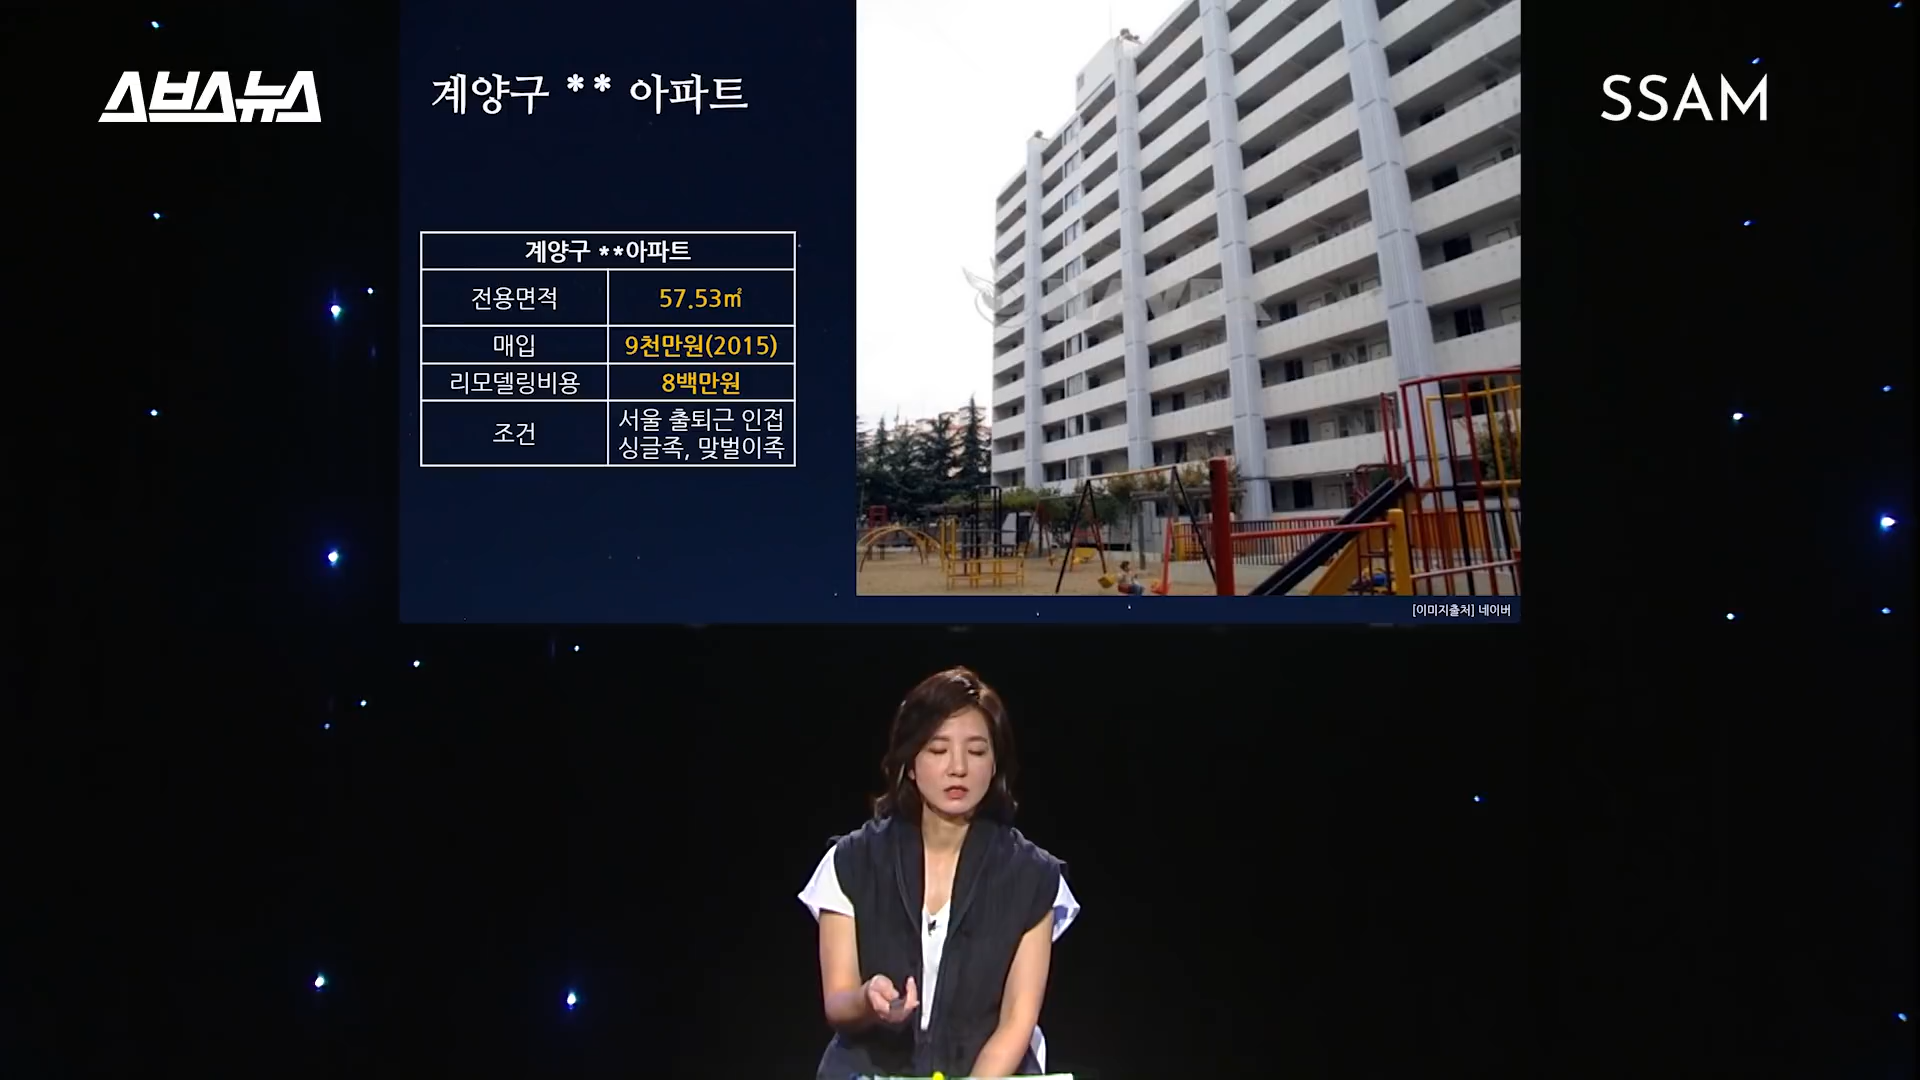 스브스뉴스
계양구 ** 아파트
SSAM
계양구 **아파트
전용면적 57.53㎡
매입 9천만원(2015)
리모델링비용 8백만원
조건 서울 출퇴근 인접
싱글족, 맞벌이족
NAVER
[이미지출처] 네이버